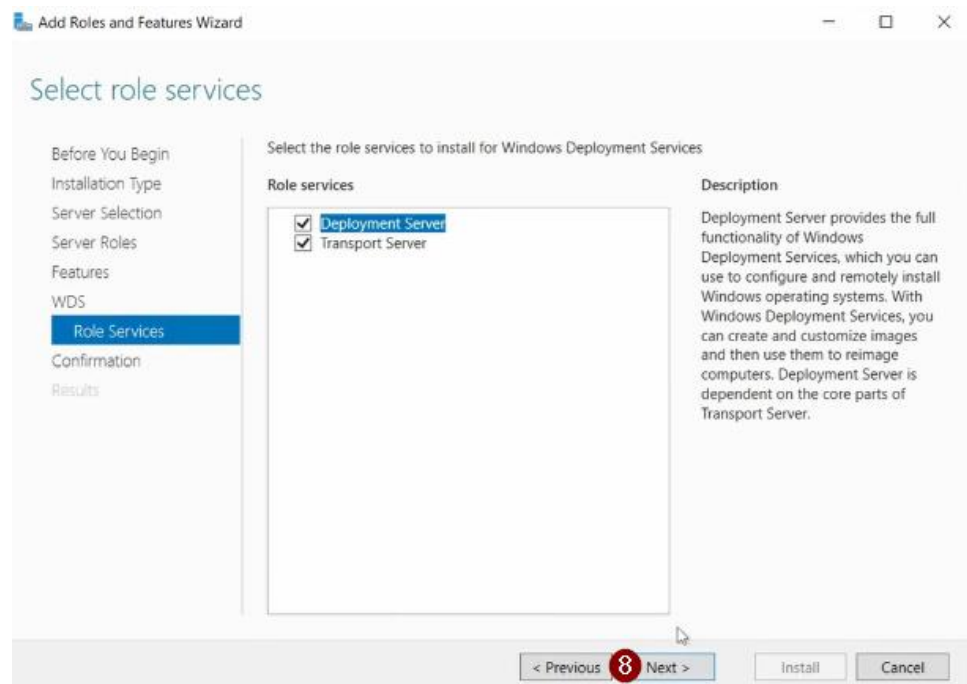 Add Roles and Features Wizard
Select role services
Before You Begin
Installation Type
Server Selection
Server Roles
Features
WDS
Role Services
Confirmation
Results
Select the role services to install for Windows Deployment Services
Role services
Deployment Server
Transport Server
Description
Deployment Server provides the full
functionality of Windows
Deployment Services, which you can
use to configure and remotely install
Windows operating systems. With
Windows Deployment Services, you
can create and customize images
and then use them to reimage
computers. Deployment Server is
dependent on the core parts of
Transport Server.
< Previous
8
Next >
Install
Cancel